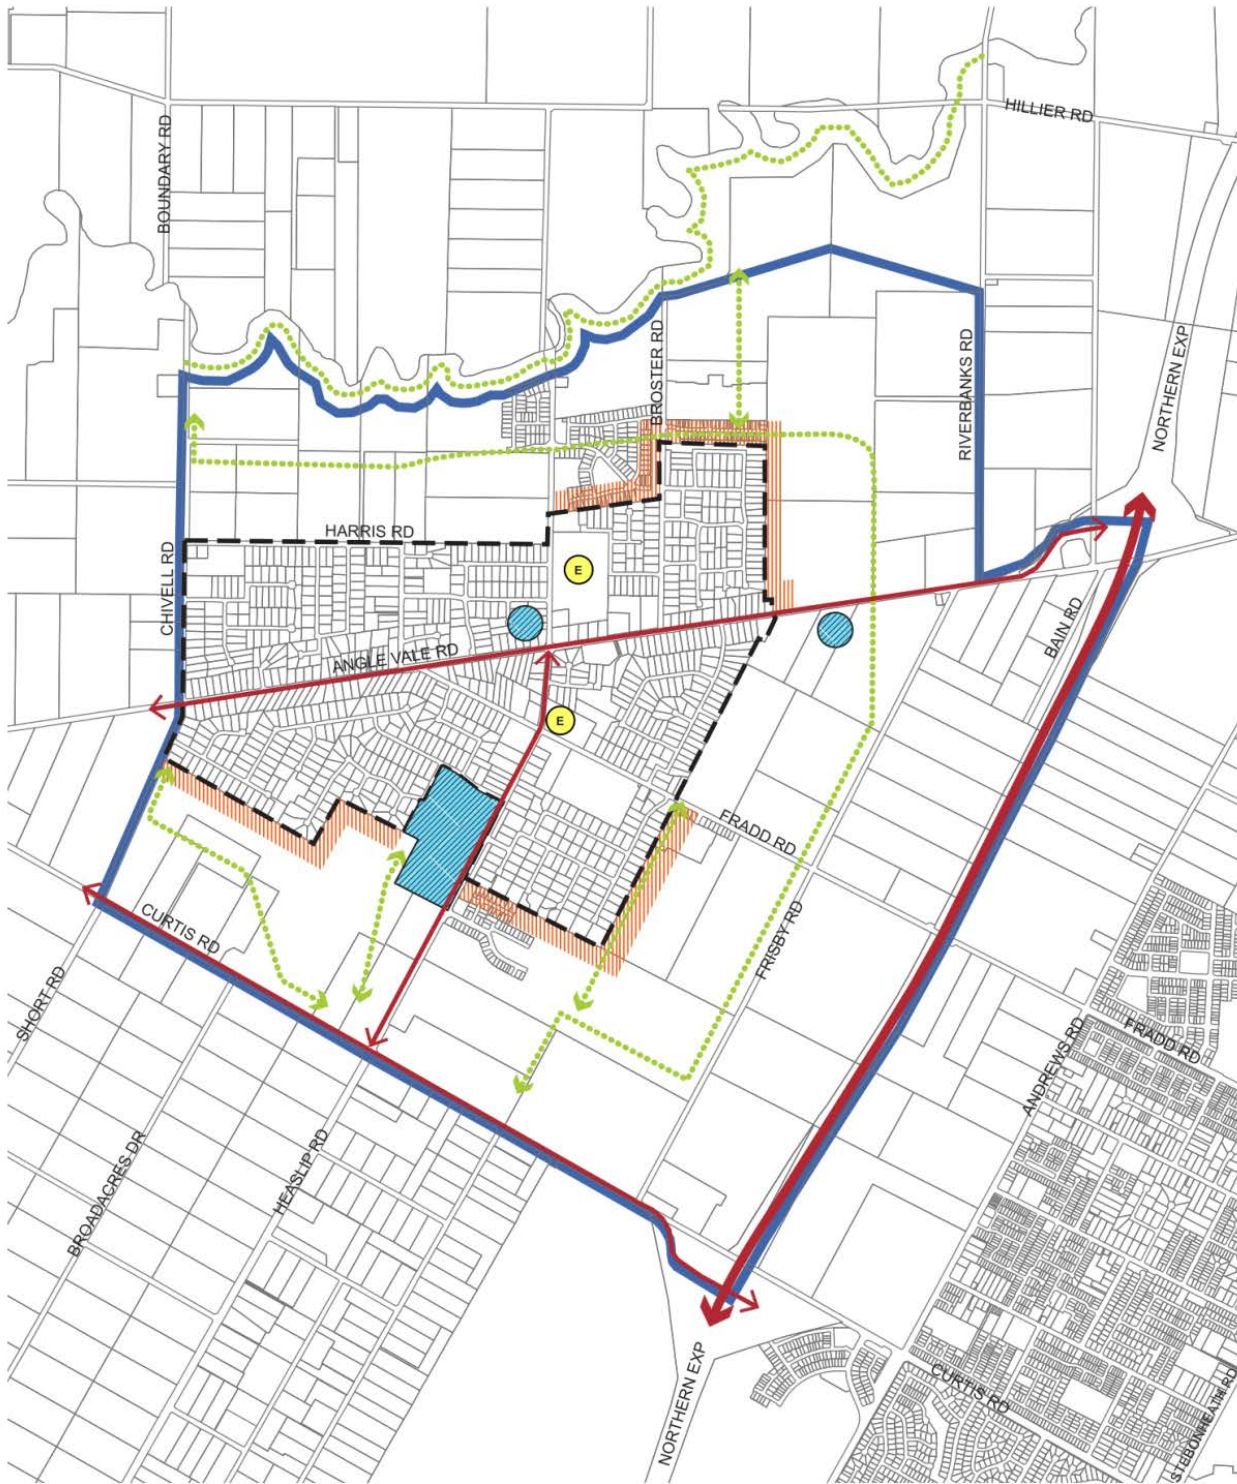 HILLIER RD
BOUNDARY RD
NORTHERN EXP
BROSTER RD
RIVERBANKS RD
HARRIS RD
CHIVELL RD
E
ANGLE VALE RD
BAIN RD
E
FRADD RD
CURTIS RD
FRISBY RD
SHORT RD
ANDREWS RD
FRADD RD
BROADACRES DR
HEASLIP RD
NORTHERN EXP
CURTIS RD
STEBONHEATH RD